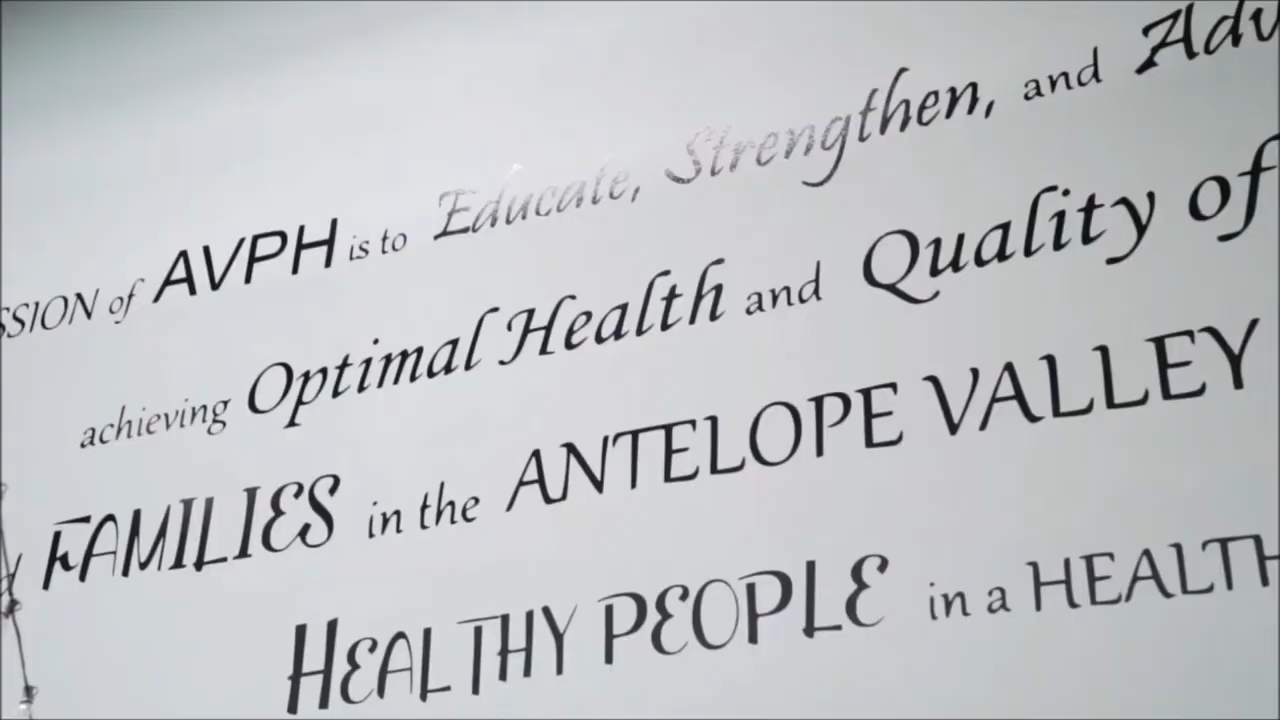 SSION of AVPH is to Educate, Strengthen, and Adv
achieving Optimal Health and Quality of
FAMILIES in the ANTELOPE VALLEY
HEALTHY PEOPLE in a HEALTH